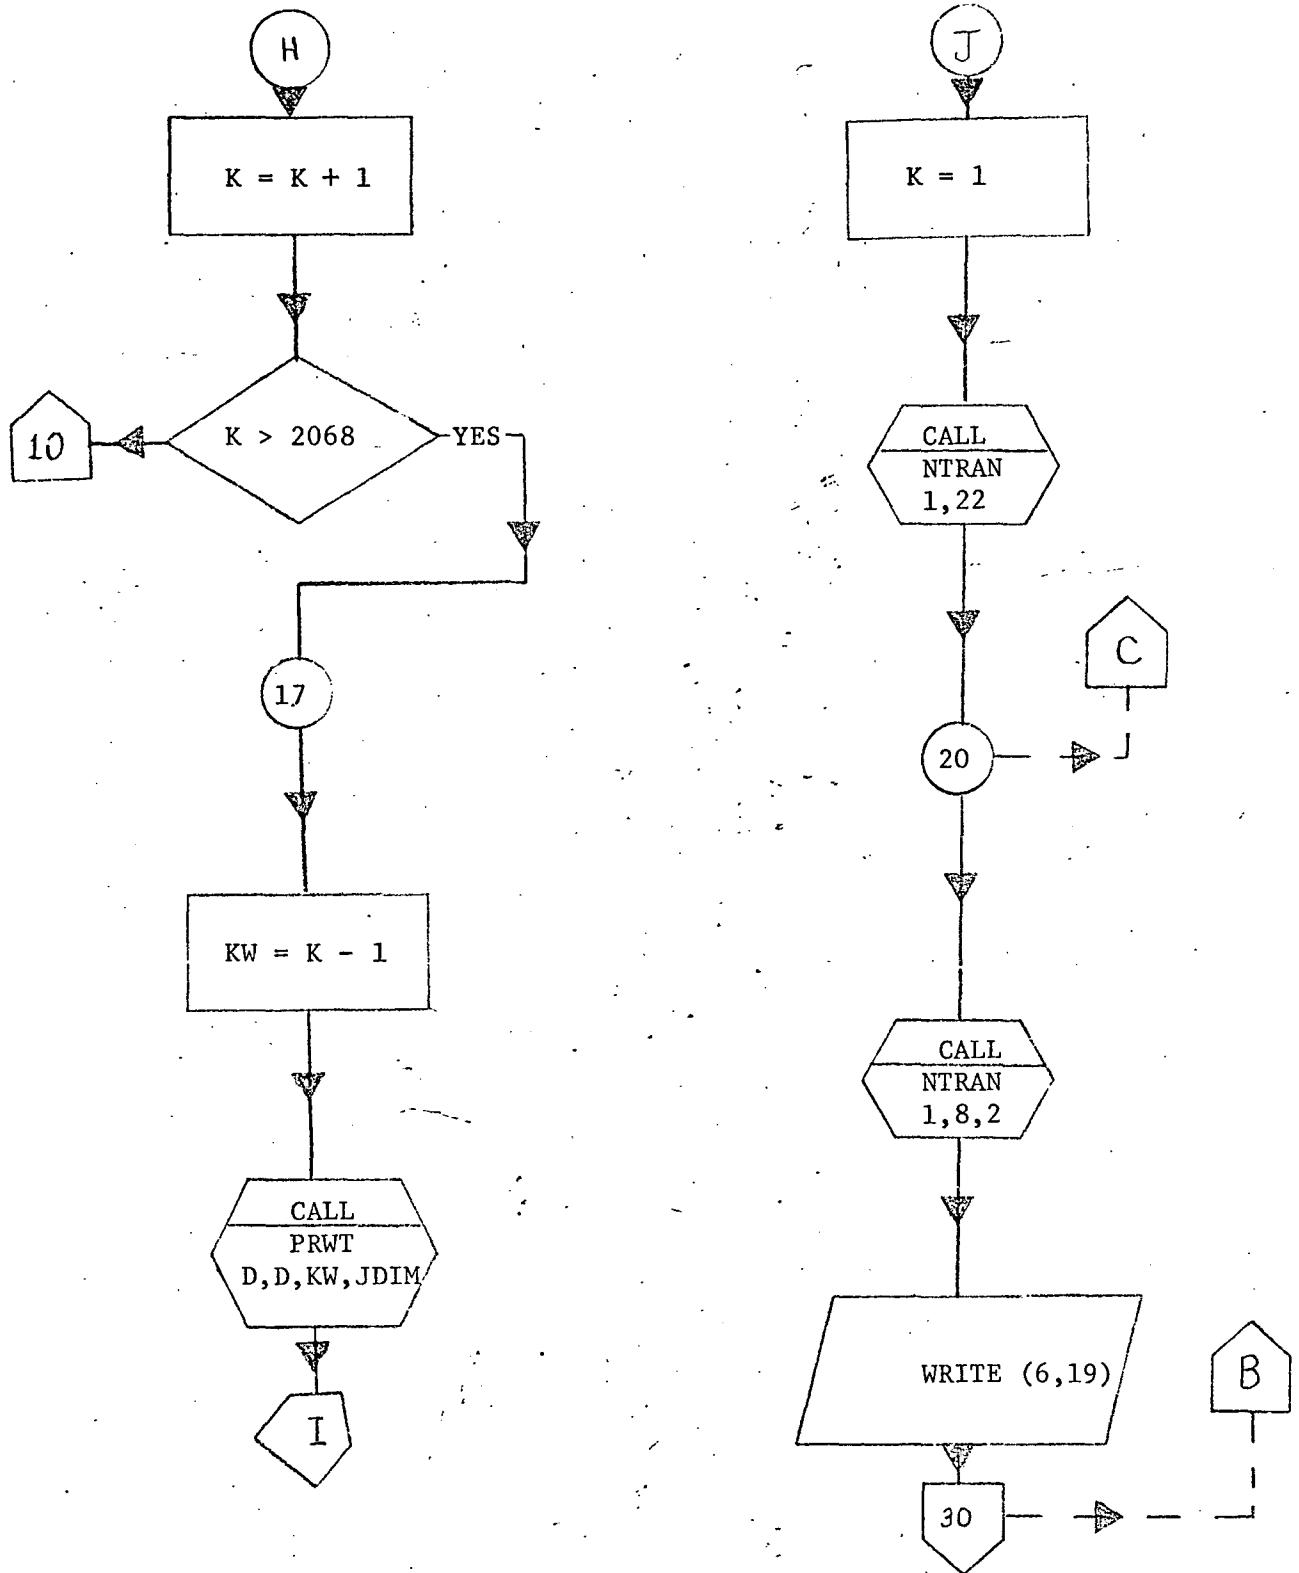 H
K = K + 1
K > 2068
YES
10
17
KW = K - 1
CALL
PRWT
D,D,KW,JDIM
I
J
K = 1
CALL
NTRAN
1,22
C
20
CALL
NTRAN
1,8,2
WRITE (6,19)
B
30